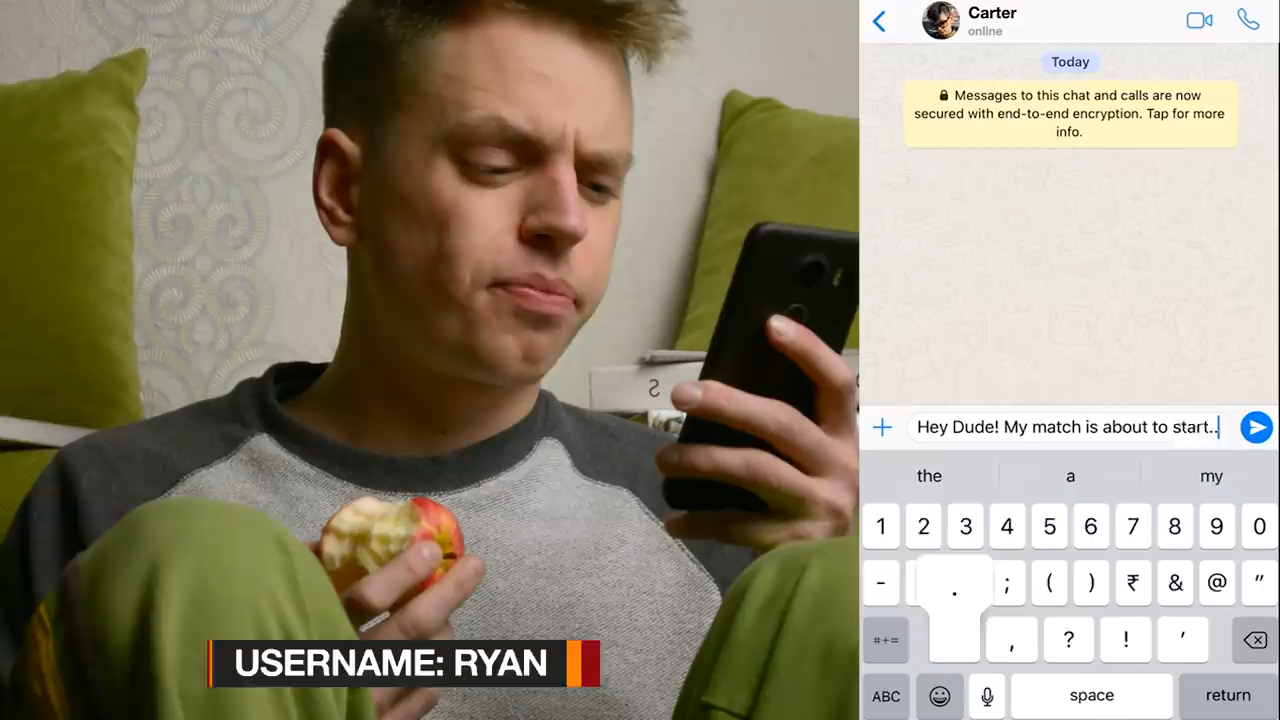 Carter
online
Today
Messages to this chat and calls are now
secured with end-to-end encryption. Tap for more
info.
Hey Dude! My match is about to start..
the a my
1 2 3 4 5 6 7 8 9 0
- . ; ( ) ₹ & @ "
#+= , ? ! '
ABC space return
S
USERNAME: RYAN